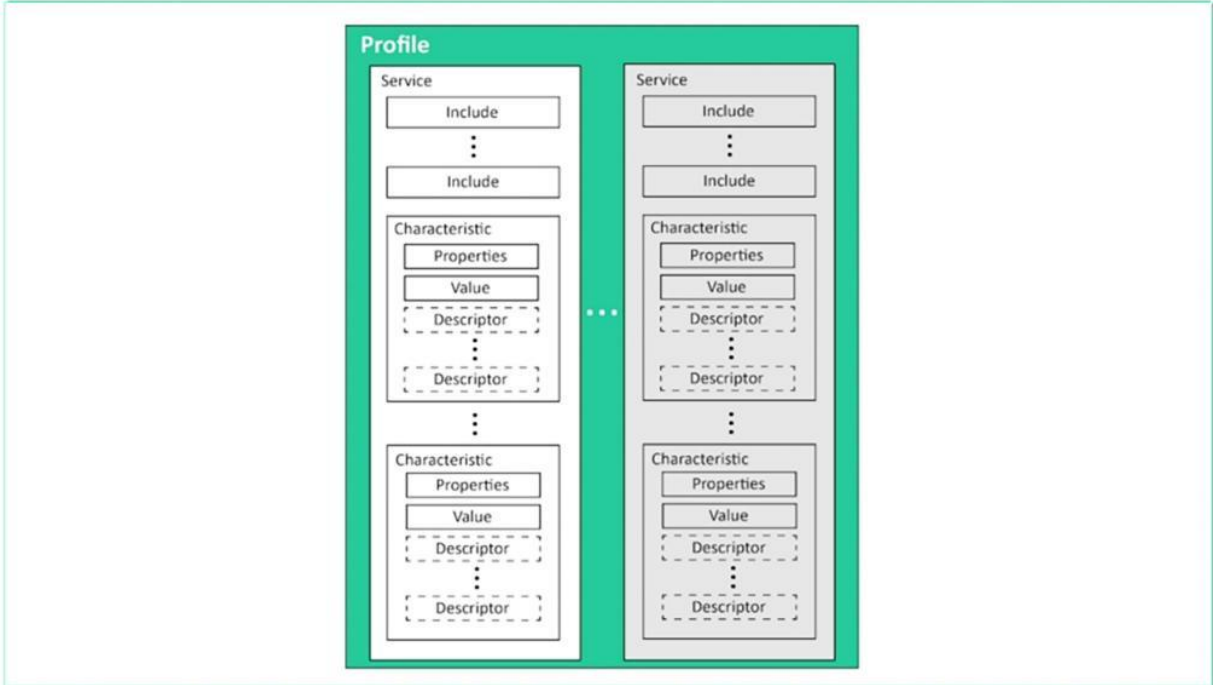 Profile
Service
Include
Include
Characteristic
Properties
Value
Descriptor
Descriptor
Characteristic
Properties
Value
Descriptor
Descriptor
Service
Include
Include
Characteristic
Properties
Value
Descriptor
Descriptor
Characteristic
Properties
Value
Descriptor
Descriptor